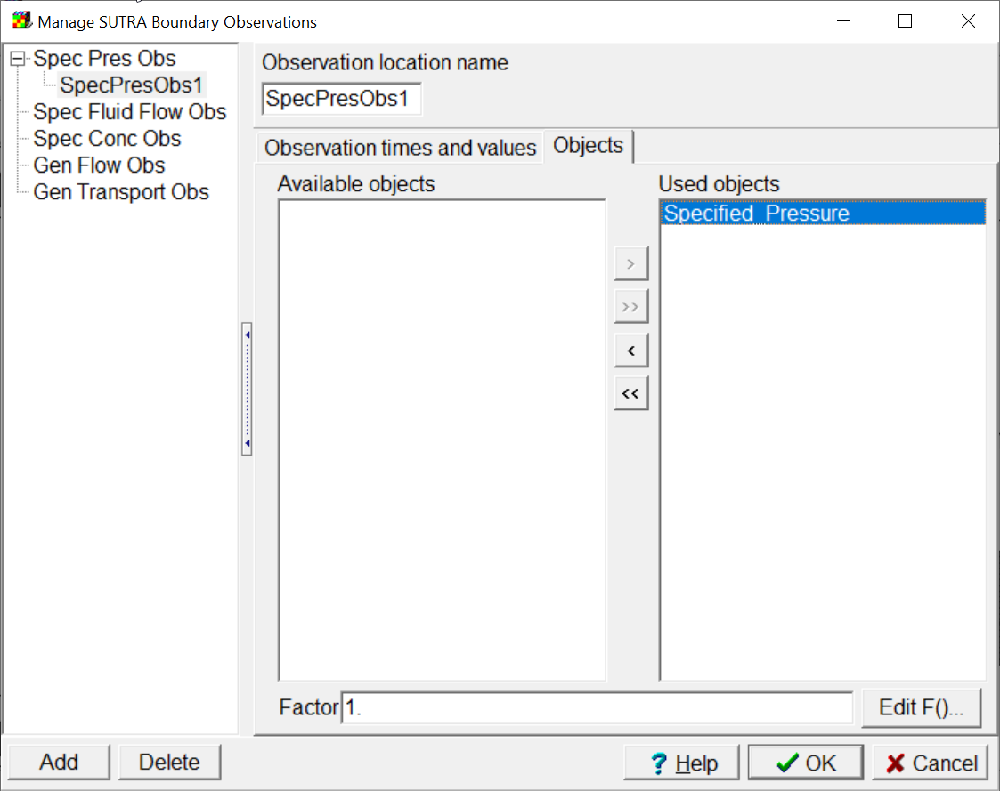 Manage SUTRA Boundary Observations
Spec Pres Obs
SpecPresObs1
Spec Fluid Flow Obs
Spec Conc Obs
Gen Flow Obs
Gen Transport Obs
Observation location name
SpecPresObs1
Observation times and values
Objects
Available objects
Used objects
Specified_Pressure
>
>>
<
<<
Factor 1.
Edit F()...
Add
Delete
? Help
OK
Cancel